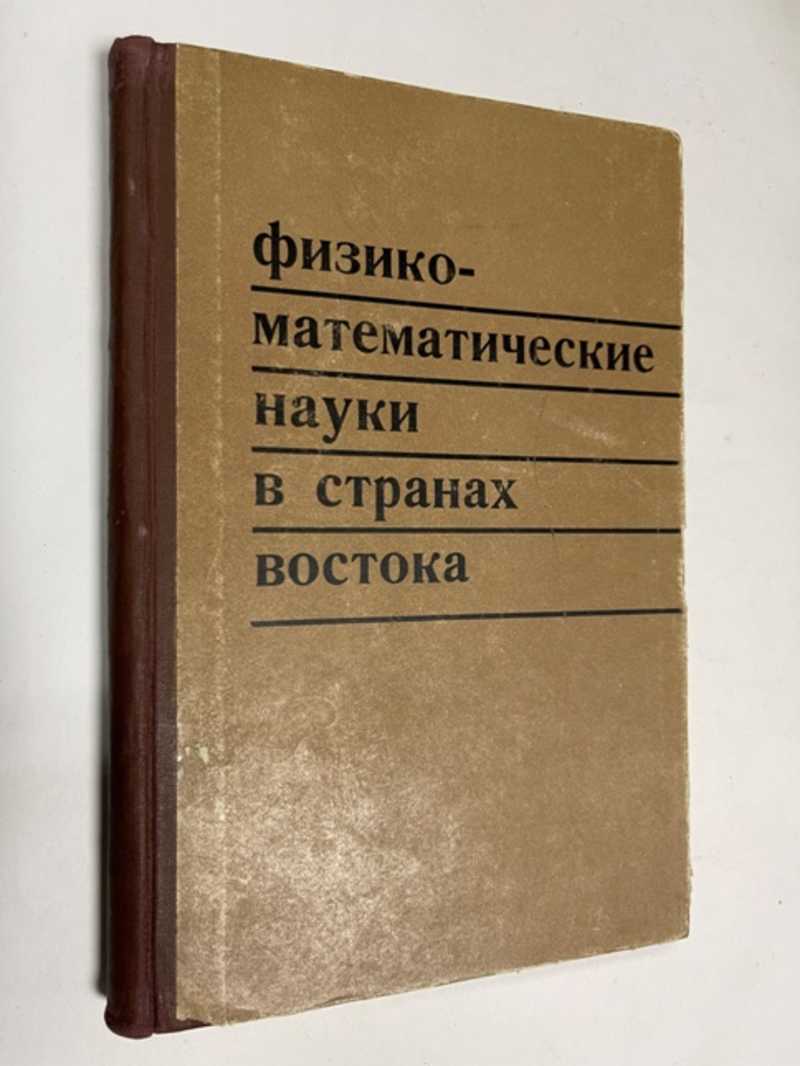 физико-
математические
науки
в странах
востока